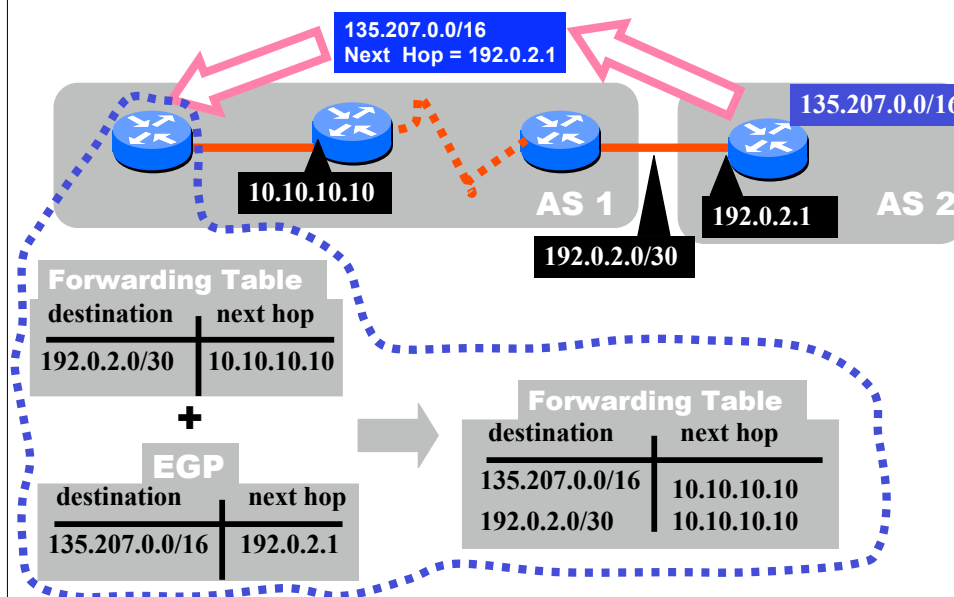 135.207.0.0/16
Next Hop = 192.0.2.1
135.207.0.0/16
10.10.10.10
AS 1
192.0.2.1
AS 2
192.0.2.0/30
Forwarding Table
destination next hop
192.0.2.0/30 10.10.10.10
+
EGP
destination next hop
135.207.0.0/16 192.0.2.1
Forwarding Table
destination next hop
135.207.0.0/16 10.10.10.10
192.0.2.0/30 10.10.10.10